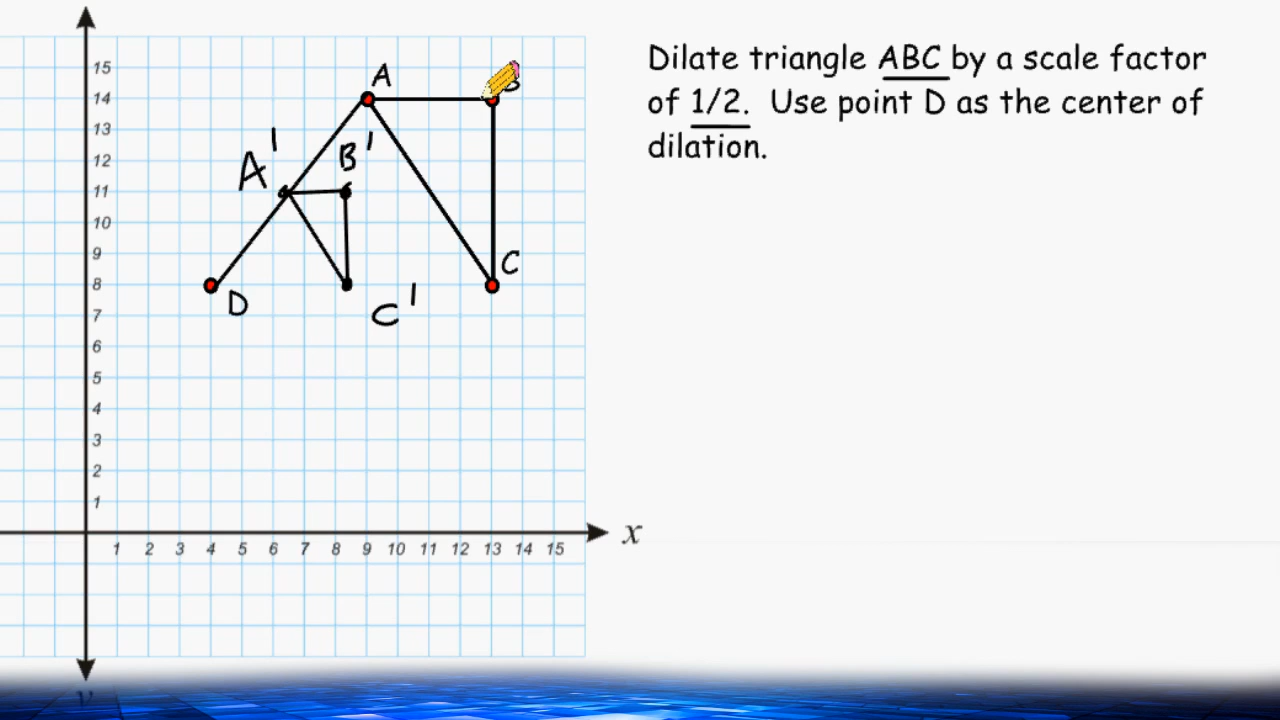 Dilate triangle ABC by a scale factor
of 1/2. Use point D as the center of
dilation.
15
A
14
13
A' B'
12
11
10
9
C
8
D
7
C'
6
5
4
3
2
1
x
1 2 3 4 5 6 7 8 9 10 11 12 13 14 15